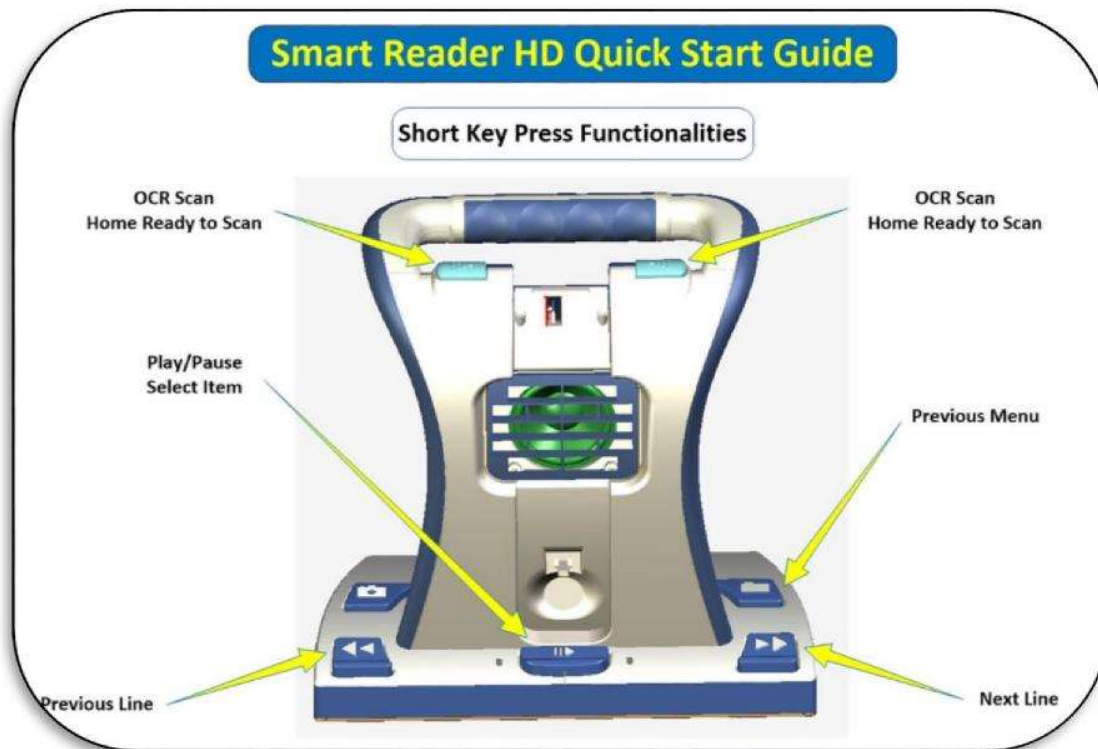 Smart Reader HD Quick Start Guide
Short Key Press Functionalities
OCR Scan
Home Ready to Scan
OCR Scan
Home Ready to Scan
Play/Pause
Select Item
Previous Menu
Previous Line
Next Line